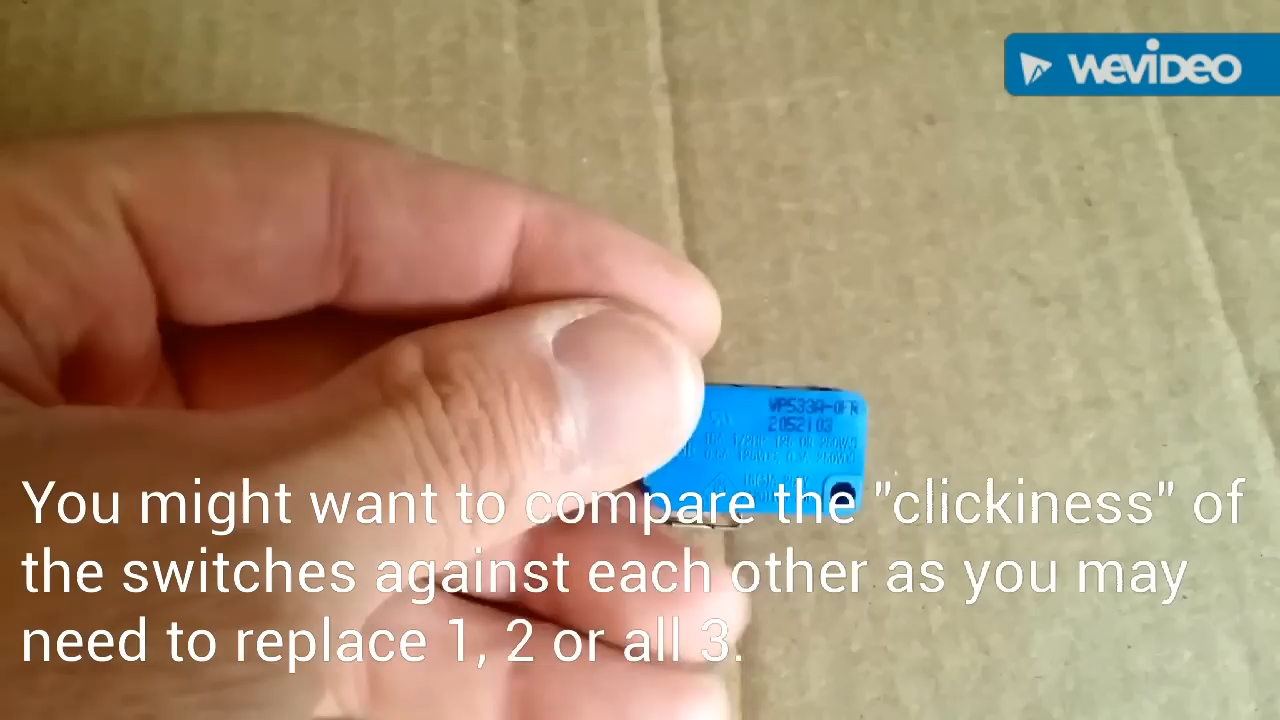 WEVIDEO
VP533A-0FR
2052103
You might want to compare the "clickiness" of
the switches against each other as you may
need to replace 1, 2 or all 3.